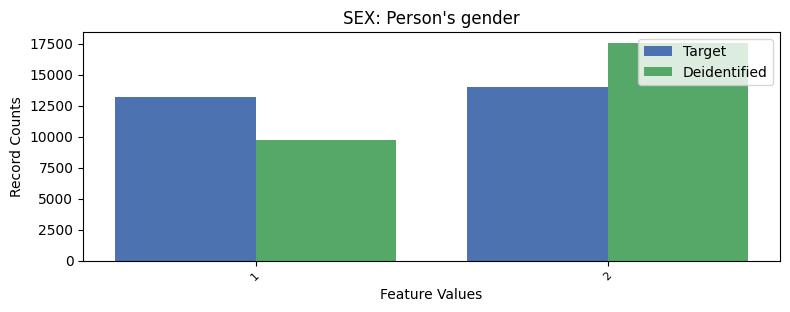 SEX: Person's gender
Target
Deidentified
Record Counts
17500
15000
12500
10000
7500
5000
2500
0
1
2
Feature Values